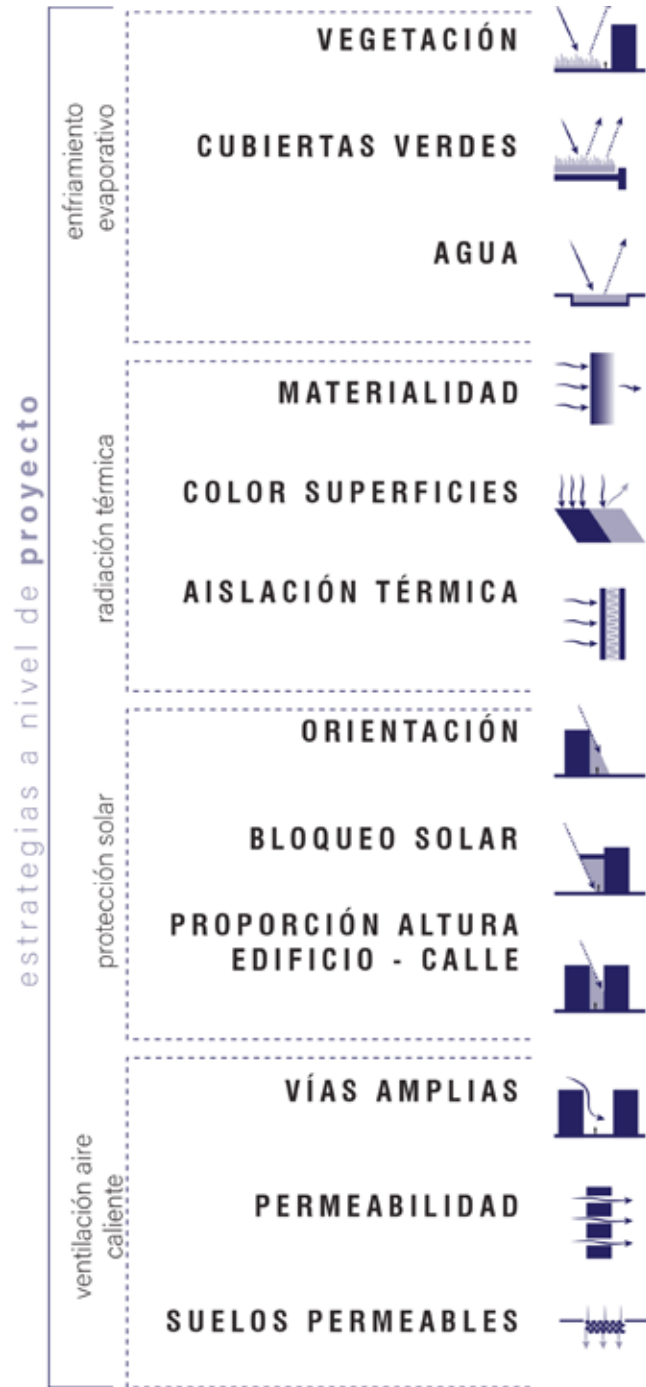 estrategias a nivel de proyecto
enfriamiento
evaporativo
VEGETACIÓN
CUBIERTAS VERDES
AGUA
radiación térmica
MATERIALIDAD
COLOR SUPERFICIES
AISLACIÓN TÉRMICA
protección solar
ORIENTACIÓN
BLOQUEO SOLAR
PROPORCIÓN ALTURA
EDIFICIO - CALLE
ventilación aire
caliente
VÍAS AMPLIAS
PERMEABILIDAD
SUELOS PERMEABLES